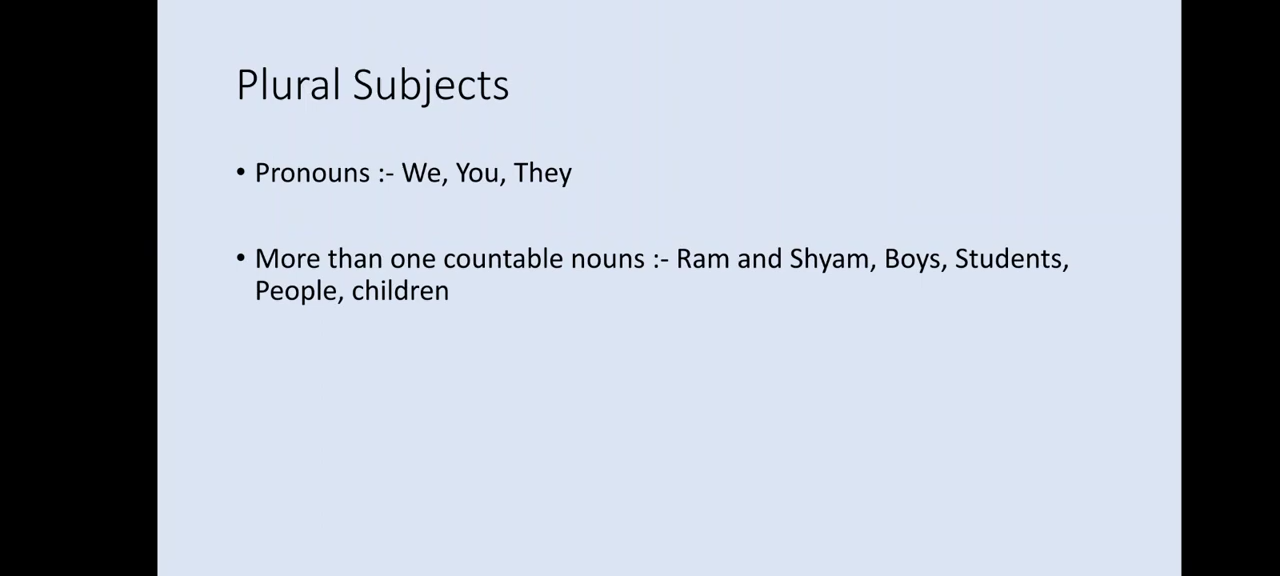 Plural Subjects
• Pronouns :- We, You, They
• More than one countable nouns :- Ram and Shyam, Boys, Students,
People, children